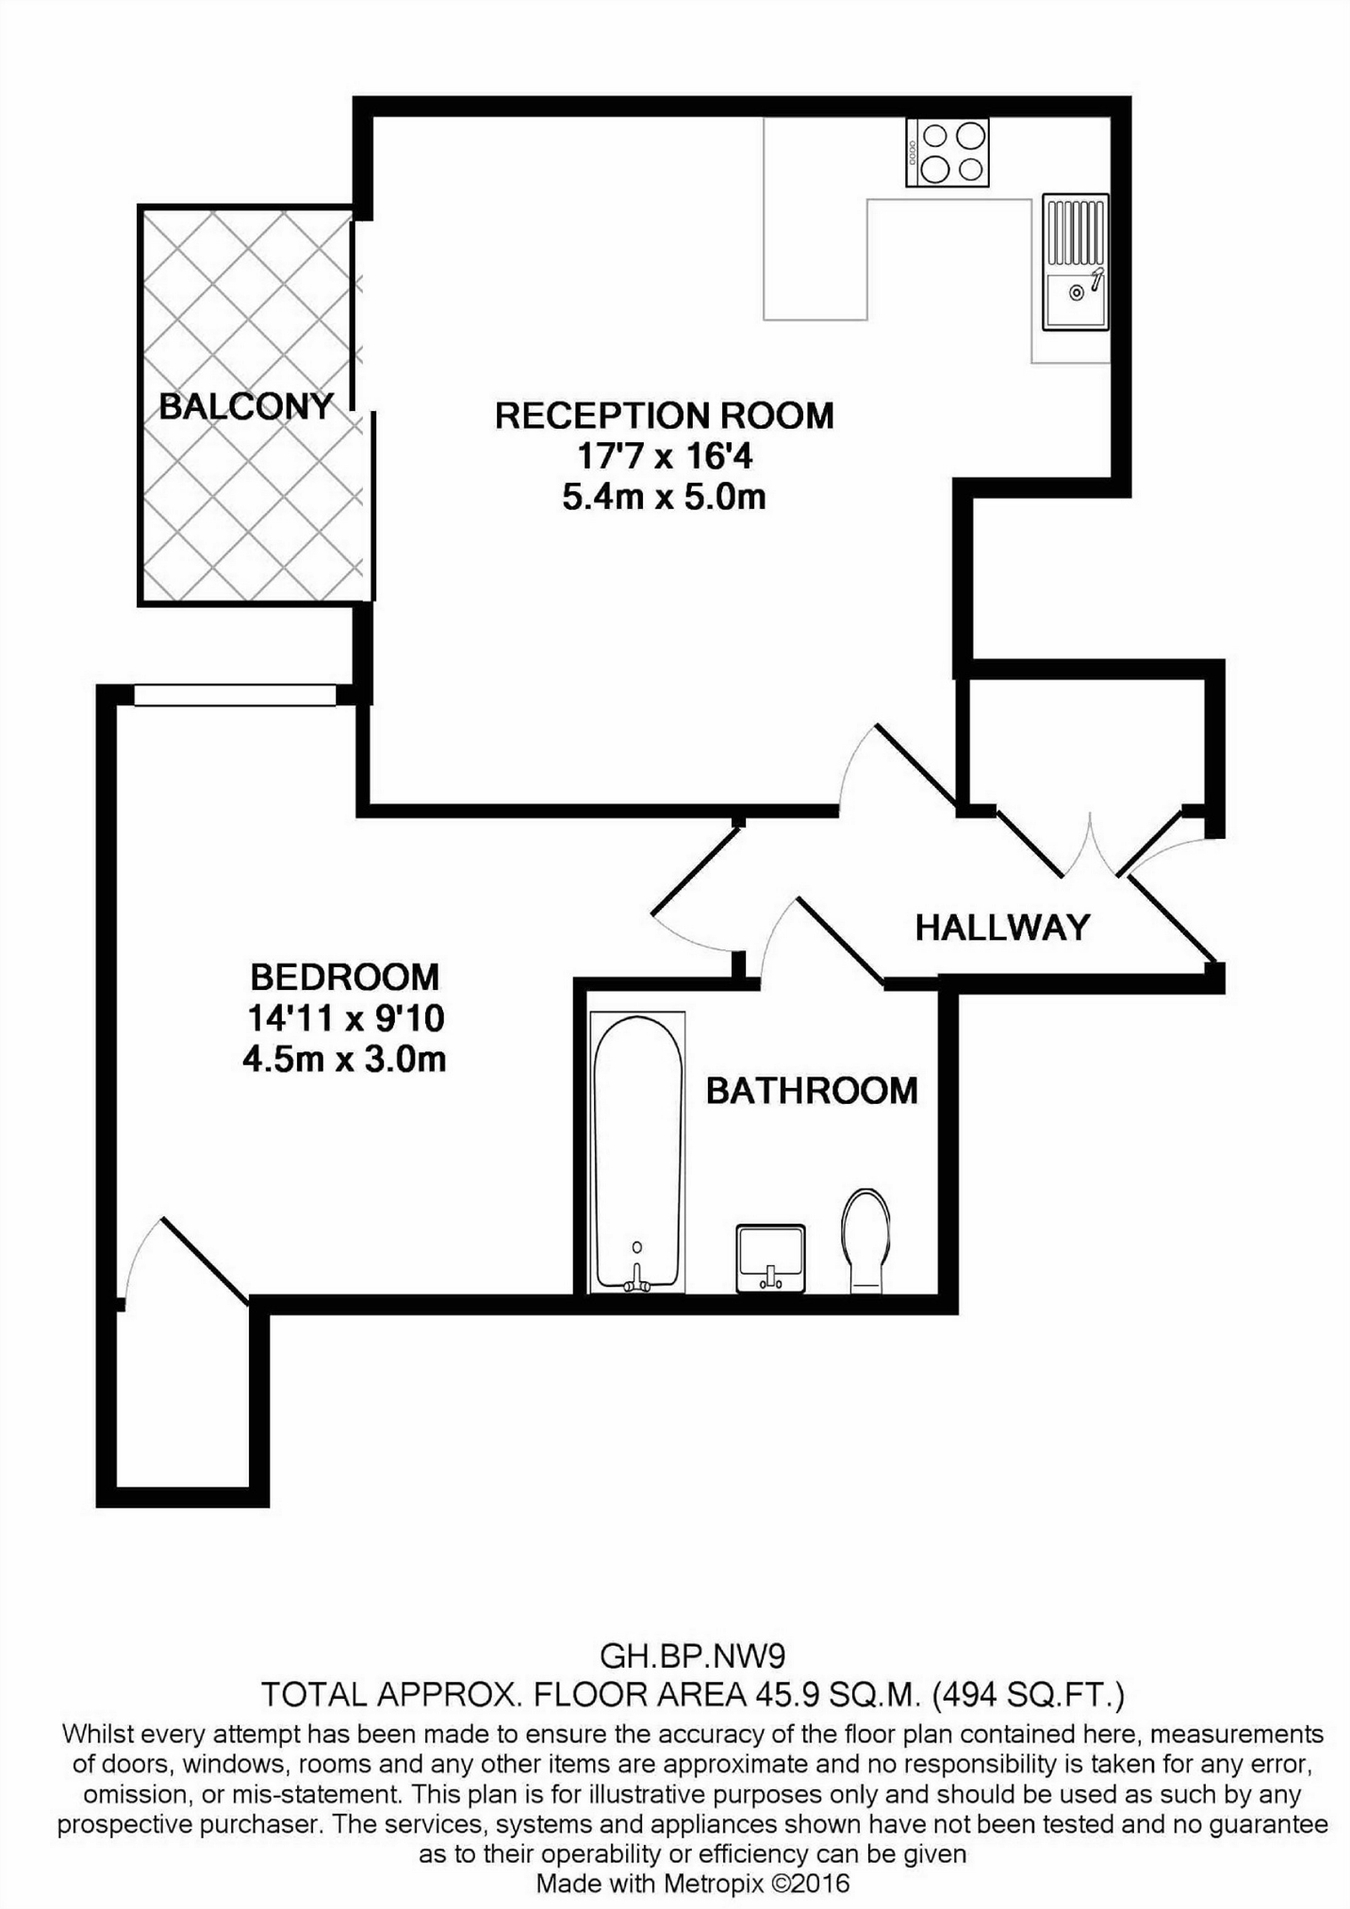 BALCONY
RECEPTION ROOM
17'7 x 16'4
5.4m x 5.0m
HALLWAY
BEDROOM
14'11 x 9'10
4.5m x 3.0m
BATHROOM
GH.BP.NW9
TOTAL APPROX. FLOOR AREA 45.9 SQ.M. (494 SQ.FT.)
Whilst every attempt has been made to ensure the accuracy of the floor plan contained here, measurements
of doors, windows, rooms and any other items are approximate and no responsibility is taken for any error,
omission, or mis-statement. This plan is for illustrative purposes only and should be used as such by any
prospective purchaser. The services, systems and appliances shown have not been tested and no guarantee
as to their operability or efficiency can be given
Made with Metropix ©2016